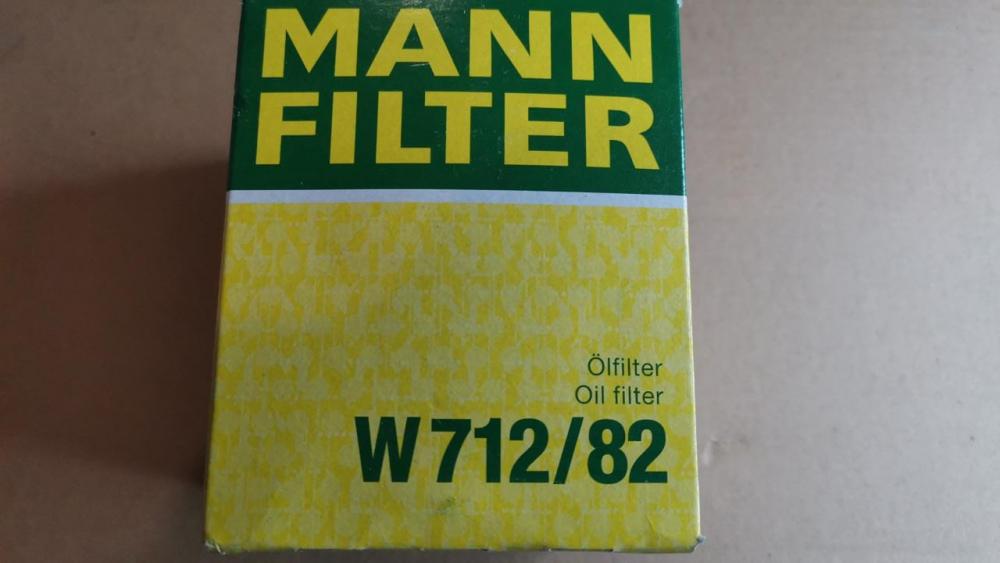 MANN
FILTER
Ölfilter
Oil filter
W 712/82